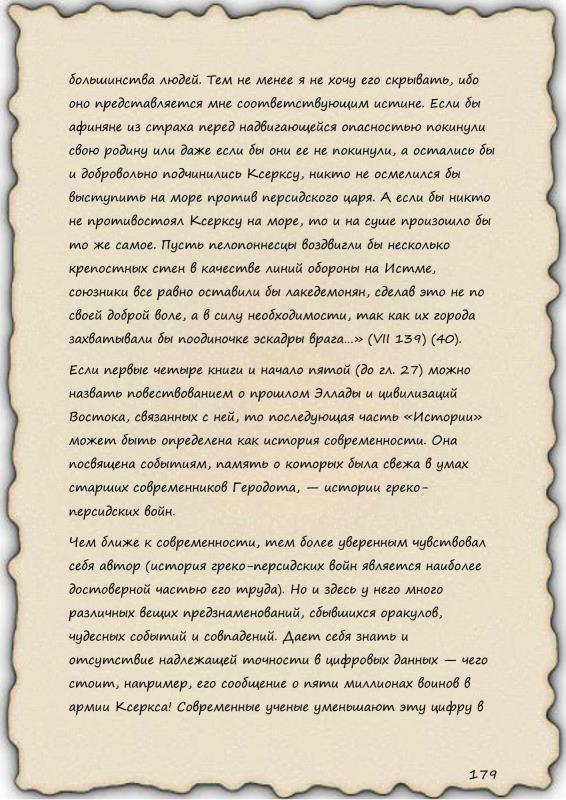 большинства людей. Тем не менее я не хочу его скрывать, ибо
оно представляется мне соответствующим истине. Если бы
афиняне из страха перед надвигающейся опасностью покинули
свою родину или даже если бы они ее не покинули, а остались бы
и добровольно подчинились Ксерксу, никто не осмелился бы
выступить на море против персидского царя. А если бы никто
не противостоял Ксерксу на море, то и на суше произошло бы
то же самое. Пусть пелопоннесцы воздвигли бы несколько
крепостных стен в качестве линий обороны на Истме,
союзники все равно оставили бы лакедемонян, сделав это не по
своей доброй воле, а в силу необходимости, так как их города
захватывали бы поодиночке эскадры врага...» (VII 139) (40).
Если первые четыре книги и начало пятой (до гл. 27) можно
назвать повествованием о прошлом Эллады и цивилизаций
Востока, связанных с ней, то последующая часть «Истории»
может быть определена как история современности. Она
посвящена событиям, память о которых была свежа в умах
старших современников Геродота, — истории греко-
персидских войн.
Чем ближе к современности, тем более уверенным чувствовал
себя автор (история греко-персидских войн является наиболее
достоверной частью его труда). Но и здесь у него много
различных вещих предзнаменований, сбывшихся оракулов,
чудесных событий и совпадений. Дает себя знать и
отсутствие надлежащей точности в цифровых данных — чего
стоит, например, его сообщение о пяти миллионах воинов в
армии Ксеркса! Современные ученые уменьшают эту цифру в
179